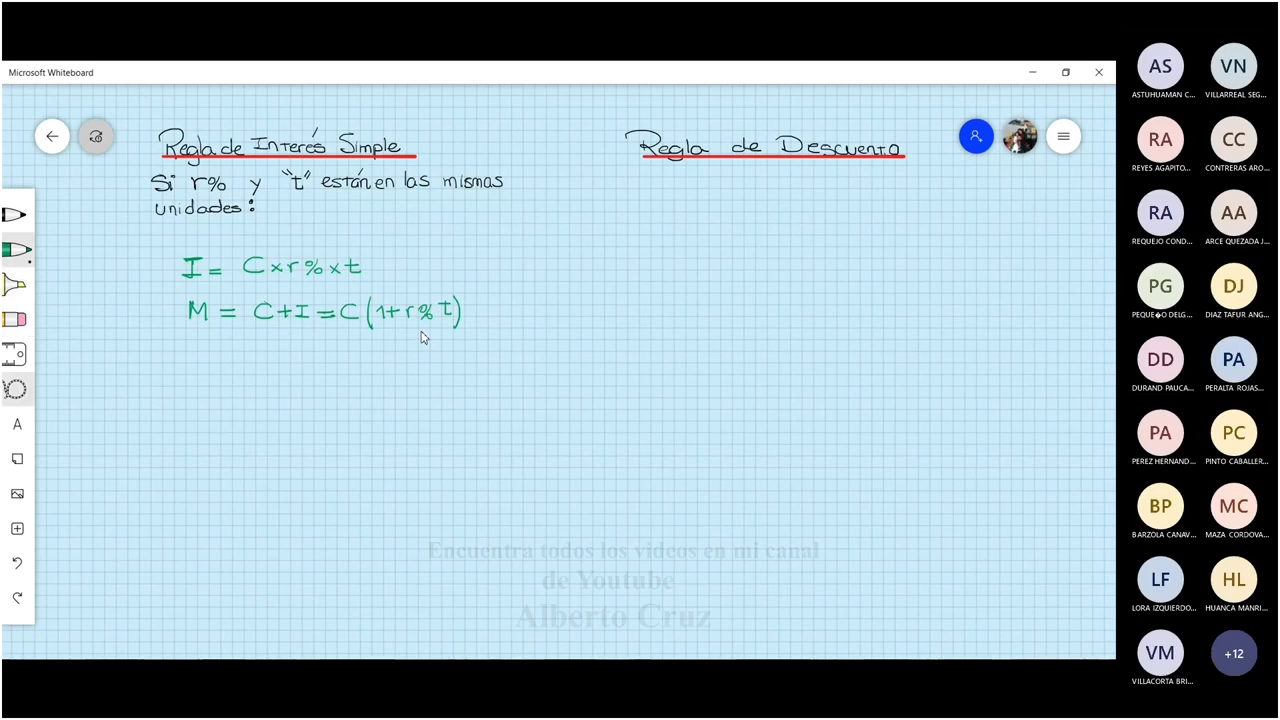 Microsoft Whiteboard
Regla de Interés Simple
Regla de Descuento
Si r% y "t" están en las mismas
unidades:
I = C x r% x t
M = C + I = C (1 + r% t)
Encuentra todos los videos en mi canal
de Youtube
Alberto Cruz
A
AS
VN
ASTUHUAMAN C...
VILLARREAL SEG...
RA
CC
REYES AGAPITO...
CONTRERAS ARO...
RA
AA
REQUEJO COND...
ARCE QUEZADA J...
PG
DJ
PEQUE�O DELG...
DIAZ TAFUR ANG...
DD
PA
DURAND PAUCA...
PERALTA ROJAS...
PA
PC
PEREZ HERNAND...
PINTO CABALLER...
BP
MC
BARZOLA CANAV...
MAZA CORDOVA...
LF
HL
LORA IZQUIERDO...
HUANCA MANRI...
VM
+12
VILLACORTA BRI...